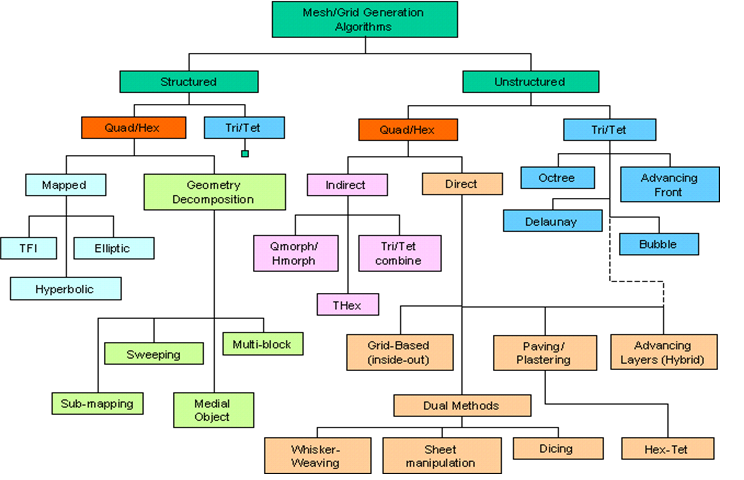 Mesh/Grid Generation
Algorithms
Structured
Unstructured
Quad/Hex
Tri/Tet
Quad/Hex
Tri/Tet
Mapped
Geometry
Decomposition
Indirect
Direct
Octree
Advancing
Front
Delaunay
Bubble
TFI
Elliptic
Hyperbolic
Qmorph/
Hmorph
Tri/Tet
combine
THex
Sweeping
Multi-block
Sub-mapping
Medial
Object
Grid-Based
(inside-out)
Paving/
Plastering
Advancing
Layers (Hybrid)
Dual Methods
Whisker-
Weaving
Sheet
manipulation
Dicing
Hex-Tet